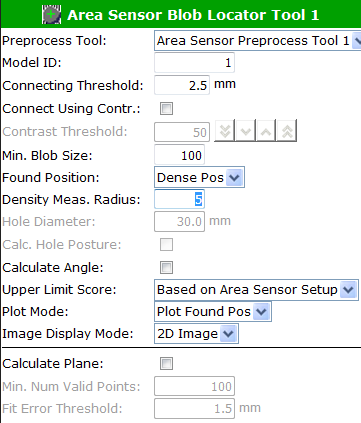 Area Sensor Blob Locator Tool 1
Preprocess Tool: Area Sensor Preprocess Tool 1
Model ID: 1
Connecting Threshold: 2.5 mm
Connect Using Contr.:
Contrast Threshold: 50
Min. Blob Size: 100
Found Position: Dense Pos
Density Meas. Radius: 5
Hole Diameter: 30.0 mm
Calc. Hole Posture:
Calculate Angle:
Upper Limit Score: Based on Area Sensor Setup
Plot Mode: Plot Found Pos
Image Display Mode: 2D Image
Calculate Plane:
Min. Num Valid Points: 100
Fit Error Threshold: 1.5 mm